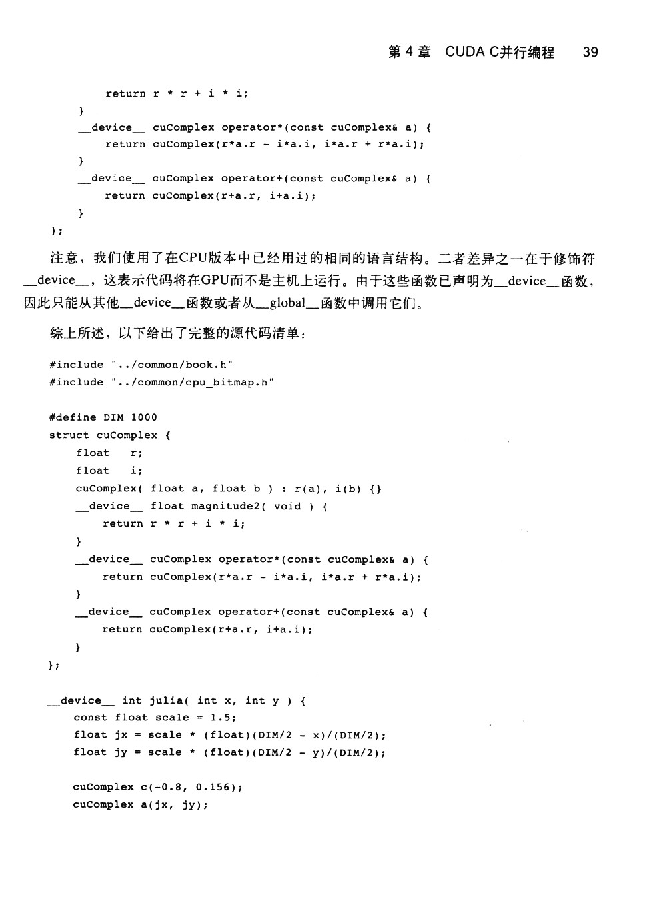 第 4 章 CUDA C并行编程 39
return r * r + i * i;
}
__device__ cuComplex operator*(const cuComplex& a) {
return cuComplex(r*a.r - i*a.i, i*a.r + r*a.i);
}
__device__ cuComplex operator+(const cuComplex& a) {
return cuComplex(r+a.r, i+a.i);
}
};
注意，我们使用了在CPU版本中已经用过的相同的语言结构。二者差异之一在于修饰符
__device__，这表示代码将在GPU而不是主机上运行。由于这些函数已声明为__device__函数，
因此只能从其他__device__函数或者从__global__函数中调用它们。
综上所述，以下给出了完整的源代码清单：
#include "../common/book.h"
#include "../common/cpu_bitmap.h"
#define DIM 1000
struct cuComplex {
float r;
float i;
cuComplex( float a, float b ) : r(a), i(b) {}
__device__ float magnitude2( void ) {
return r * r + i * i;
}
__device__ cuComplex operator*(const cuComplex& a) {
return cuComplex(r*a.r - i*a.i, i*a.r + r*a.i);
}
__device__ cuComplex operator+(const cuComplex& a) {
return cuComplex(r+a.r, i+a.i);
}
};
__device__ int julia( int x, int y ) {
const float scale = 1.5;
float jx = scale * (float)(DIM/2 - x)/(DIM/2);
float jy = scale * (float)(DIM/2 - y)/(DIM/2);
cuComplex c(-0.8, 0.156);
cuComplex a(jx, jy);